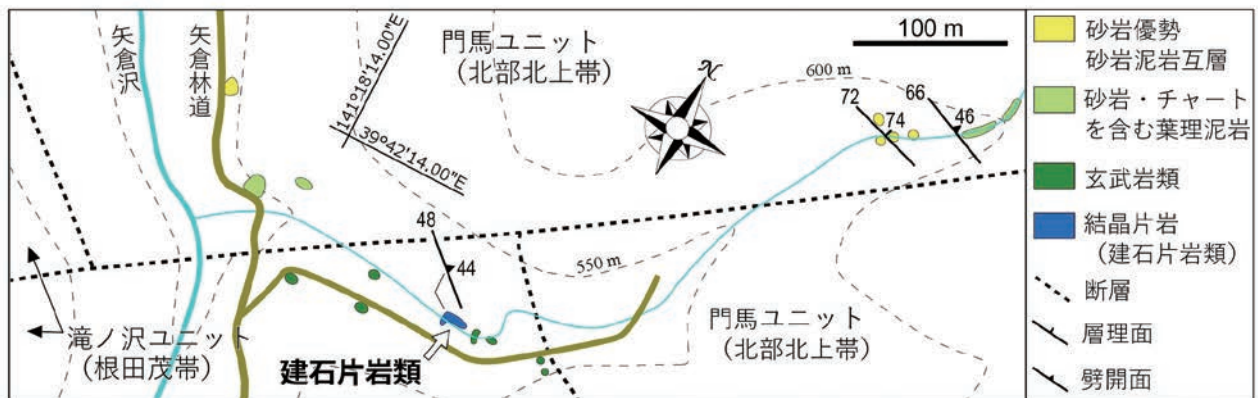 矢倉沢
矢倉林道
141°18'14.00"E
39°42'14.00"E
門馬ユニット
（北部北上帯）
N
100 m
600 m
72
74
66
46
48
44
550 m
滝ノ沢ユニット
（根田茂帯）
建石片岩類
門馬ユニット
（北部北上帯）
砂岩優勢
砂岩泥岩互層
砂岩・チャート
を含む葉理泥岩
玄武岩類
結晶片岩
（建石片岩類）
断層
層理面
劈開面